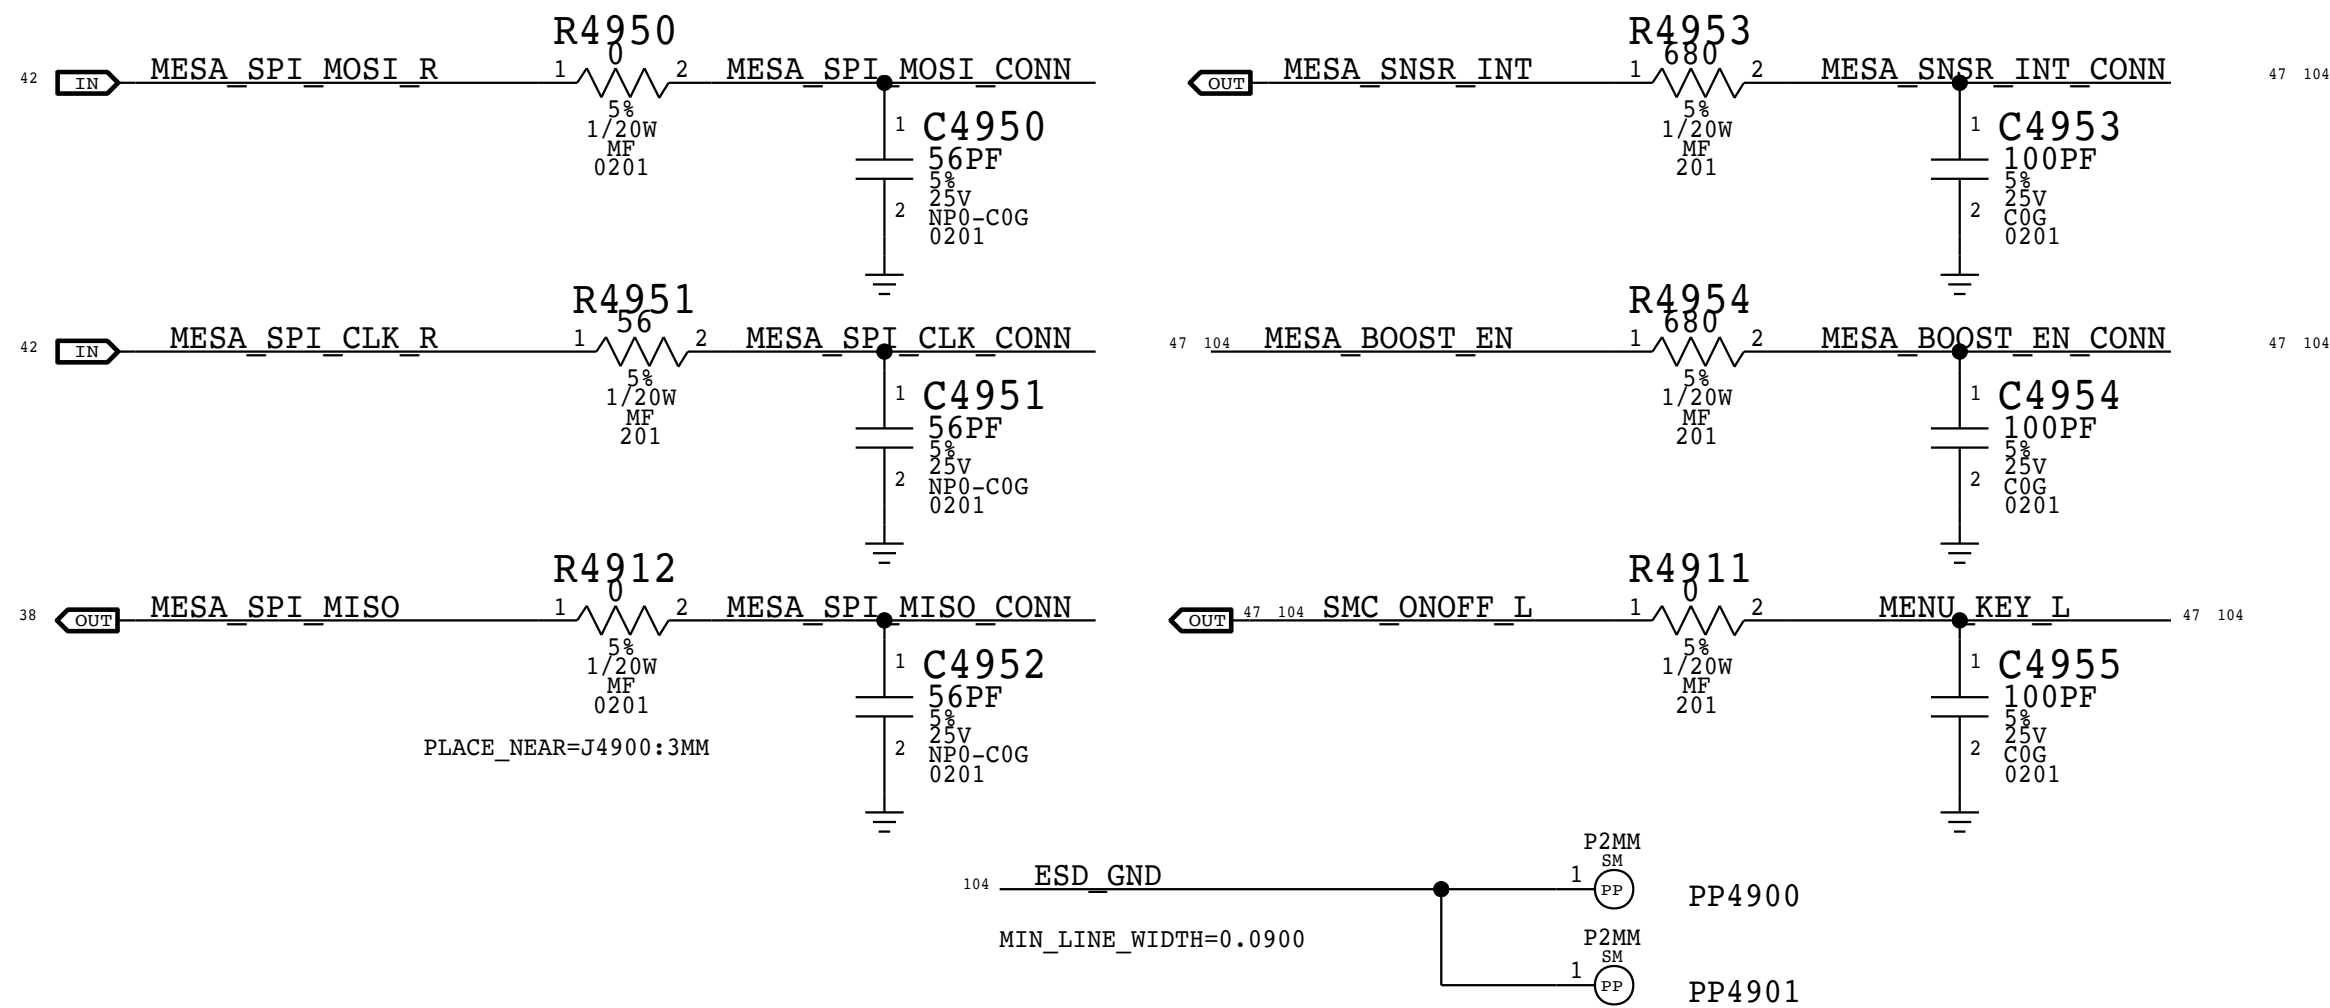 R4950
0
42 IN MESA_SPI_MOSI_R 1 2 MESA_SPI_MOSI_CONN
5%
1/20W
MF
0201
1 C4950
56PF
5%
25V
2 NP0-C0G
0201
R4953
680
OUT MESA_SNSR_INT 1 2 MESA_SNSR_INT_CONN 47 104
5%
1/20W
MF
201
1 C4953
100PF
5%
25V
2 C0G
0201
R4951
56
42 IN MESA_SPI_CLK_R 1 2 MESA_SPI_CLK_CONN
5%
1/20W
MF
201
1 C4951
56PF
5%
25V
2 NP0-C0G
0201
R4954
680
47 104 MESA_BOOST_EN 1 2 MESA_BOOST_EN_CONN 47 104
5%
1/20W
MF
201
1 C4954
100PF
5%
25V
2 C0G
0201
R4912
0
38 OUT MESA_SPI_MISO 1 2 MESA_SPI_MISO_CONN
5%
1/20W
MF
0201
PLACE_NEAR=J4900:3MM
1 C4952
56PF
5%
25V
2 NP0-C0G
0201
R4911
0
OUT 47 104 SMC_ONOFF_L 1 2 MENU_KEY_L 47 104
5%
1/20W
MF
201
1 C4955
100PF
5%
25V
2 C0G
0201
P2MM
SM
104 ESD_GND 1 PP PP4900
MIN_LINE_WIDTH=0.0900
P2MM
SM
1 PP PP4901